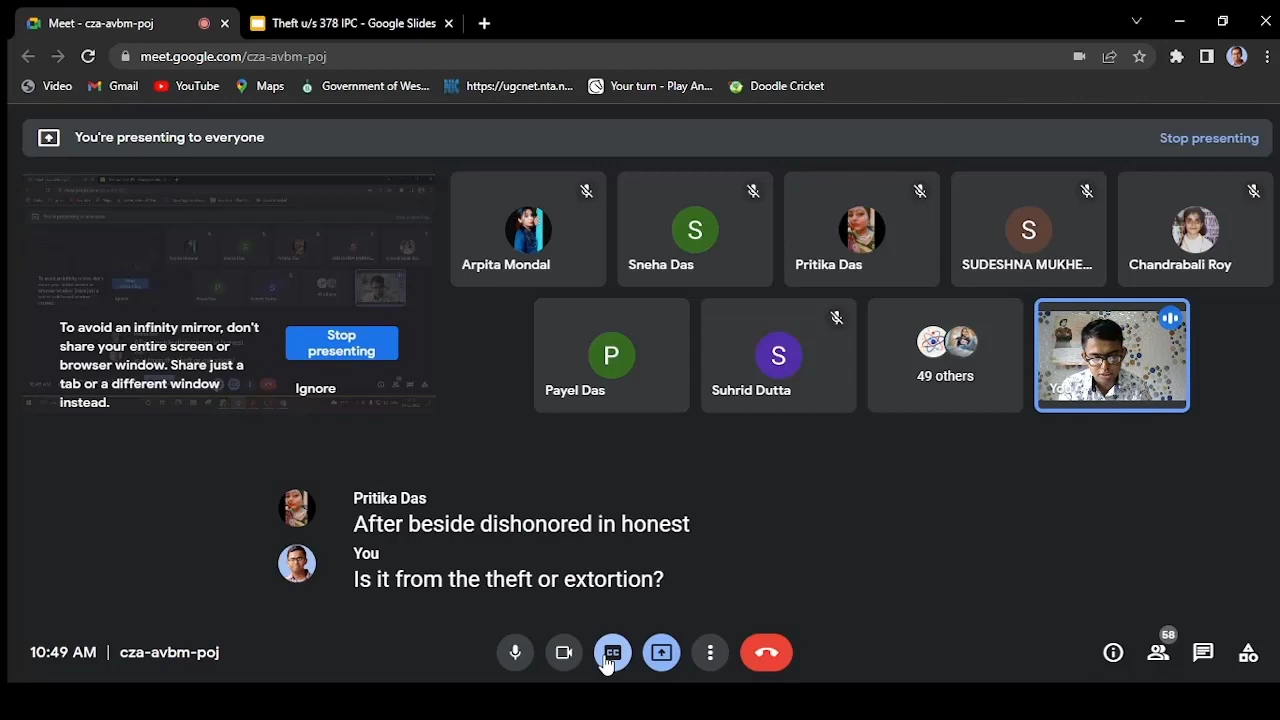 Meet - cza-avbm-poj
Theft u/s 378 IPC - Google Slides
meet.google.com/cza-avbm-poj
Video
Gmail
YouTube
Maps
Government of Wes...
https://ugcnet.nta.n...
Your turn - Play An...
Doodle Cricket
You're presenting to everyone
Stop presenting
To avoid an infinity mirror, don't
share your entire screen or
browser window. Share just a
tab or a different window
instead.
Stop
presenting
Ignore
Arpita Mondal
S
Sneha Das
Pritika Das
S
SUDESHNA MUKHE...
Chandrabali Roy
P
Payel Das
S
Suhrid Dutta
49 others
You
Pritika Das
After beside dishonored in honest
You
Is it from the theft or extortion?
10:49 AM | cza-avbm-poj
CC
58